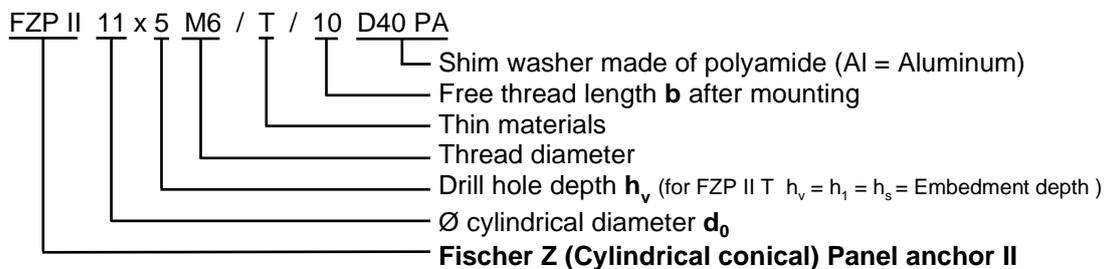 FZP II 11 x 5 M6 / T / 10 D40 PA
Shim washer made of polyamide (Al = Aluminum)
Free thread length b after mounting
Thin materials
Thread diameter
Drill hole depth hv (for FZP II T hv = h1 = hs = Embedment depth )
Ø cylindrical diameter d0
Fischer Z (Cylindrical conical) Panel anchor II